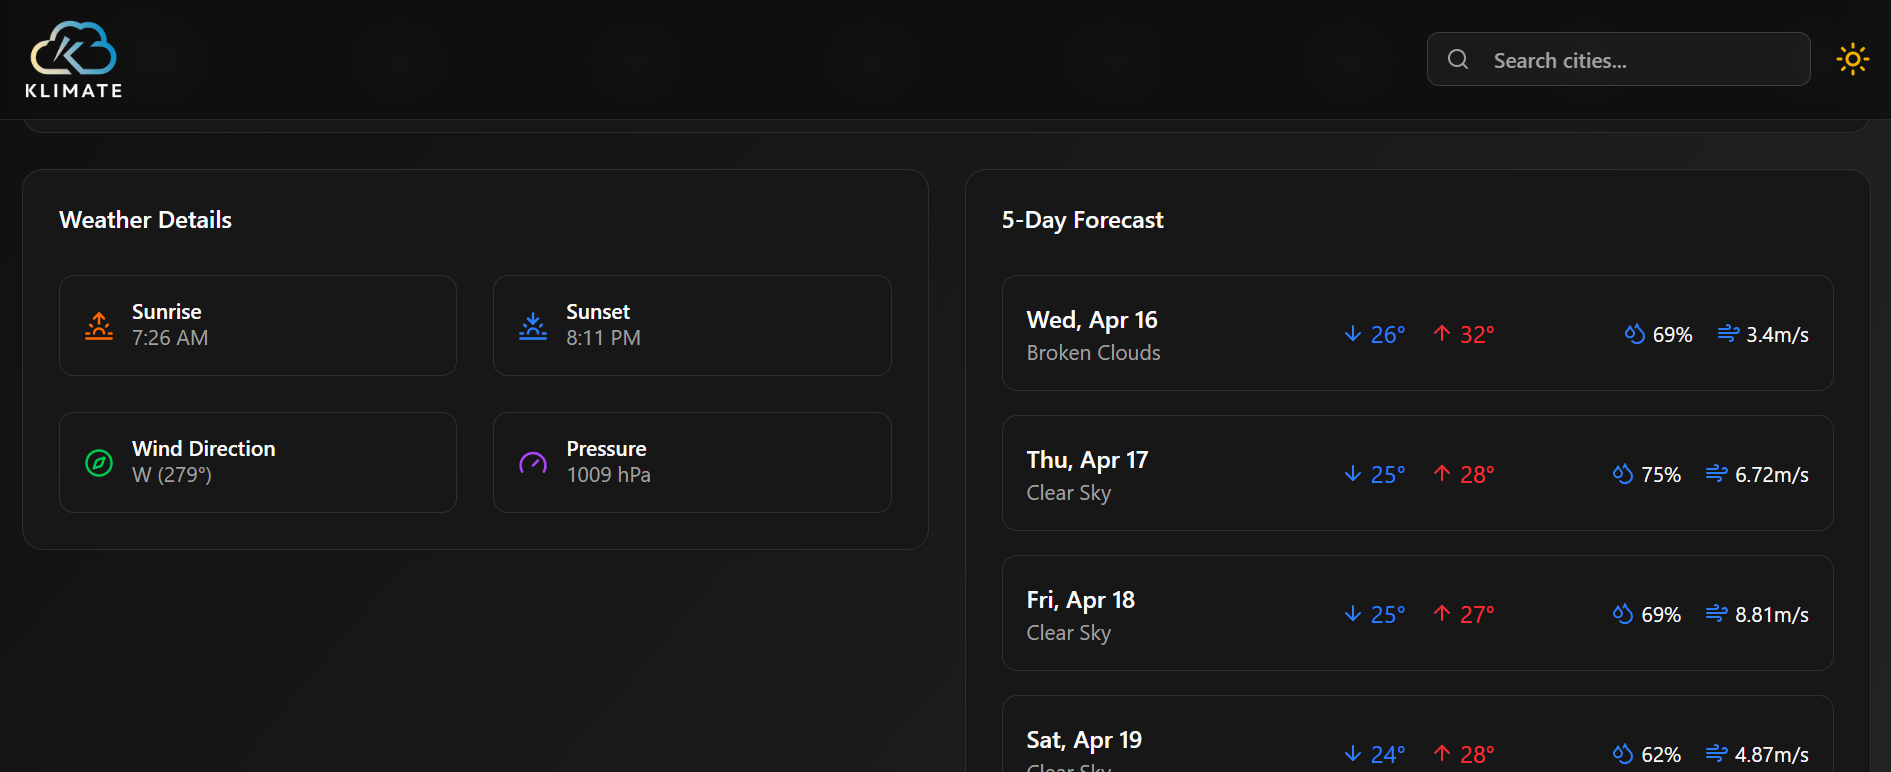 KLIMATE
Search cities...
Weather Details
Sunrise
7:26 AM
Sunset
8:11 PM
Wind Direction
W (279°)
Pressure
1009 hPa
5-Day Forecast
Wed, Apr 16
Broken Clouds
↓ 26° ↑ 32° 69% 3.4m/s
Thu, Apr 17
Clear Sky
↓ 25° ↑ 28° 75% 6.72m/s
Fri, Apr 18
Clear Sky
↓ 25° ↑ 27° 69% 8.81m/s
Sat, Apr 19
Clear Sky
↓ 24° ↑ 28° 62% 4.87m/s